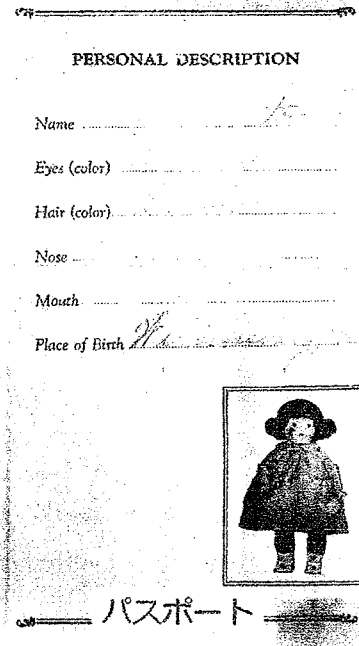 PERSONAL DESCRIPTION
Name
Eyes (color)
Hair (color)
Nose
Mouth
Place of Birth
パスポート